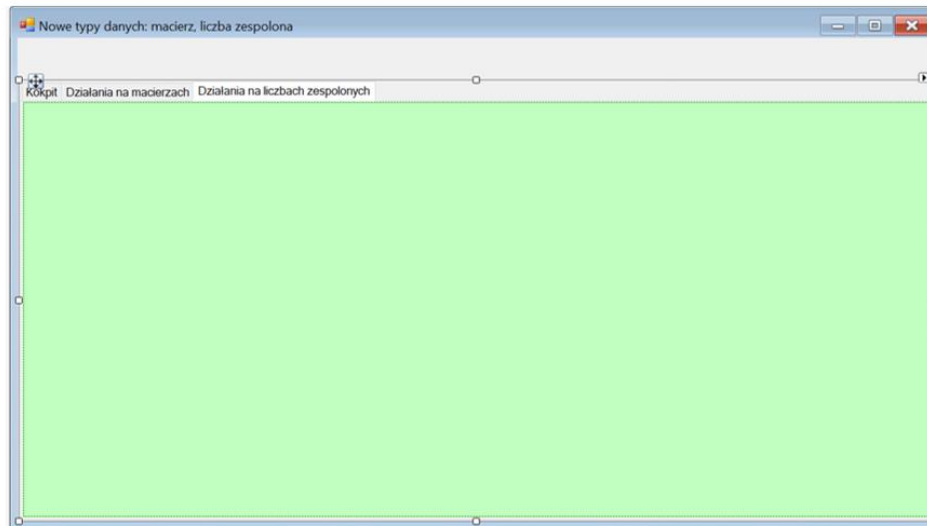 Nowe typy danych: macierz, liczba zespolona
Kokpit Działania na macierzach Działania na liczbach zespolonych